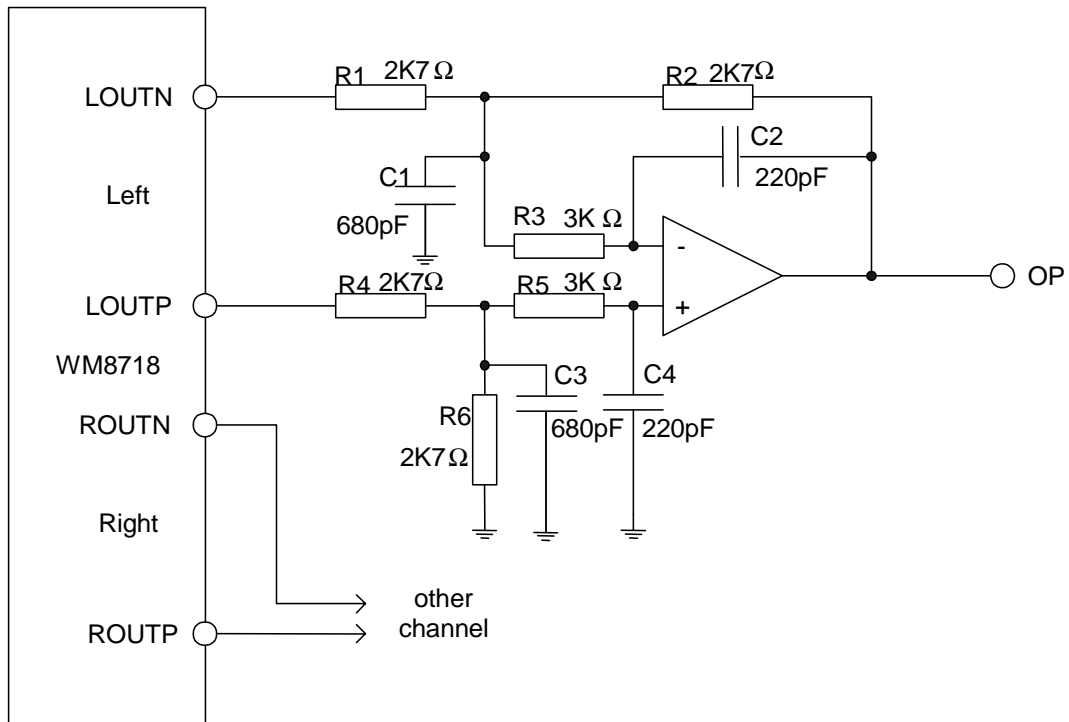 R1 2K7 Ω
R2 2K7Ω
LOUTN
C2
220pF
Left
C1
680pF
R3 3K Ω
-
LOUTP
R4 2K7Ω
R5 3K Ω
+
OP
WM8718
C3
C4
ROUTN
R6
680pF
220pF
2K7Ω
Right
other
channel
ROUTP